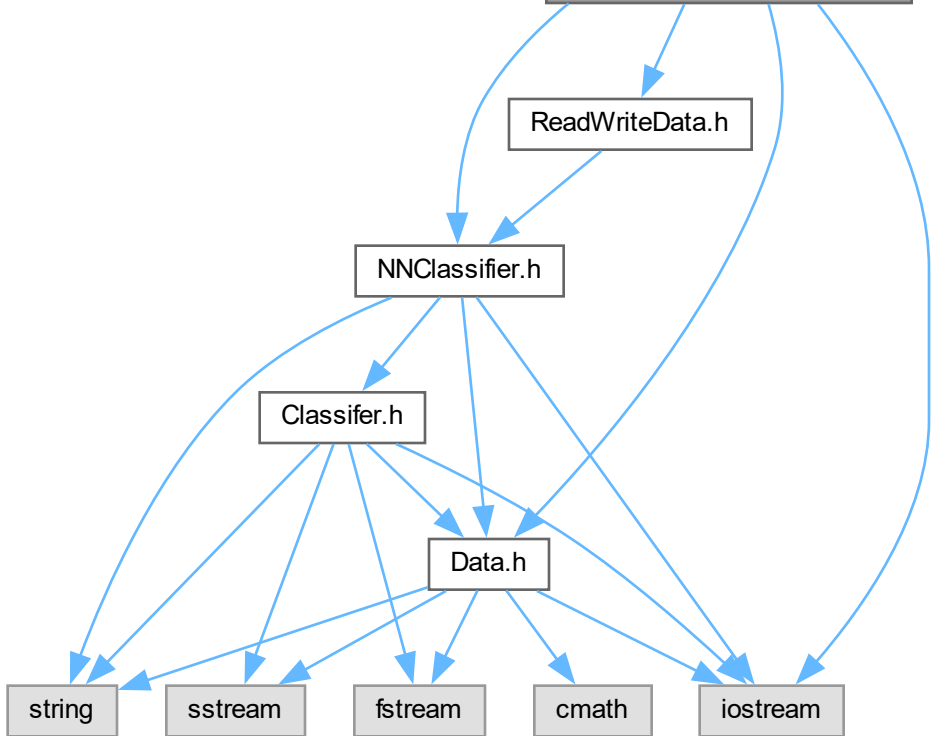 ReadWriteData.h
NNClassifier.h
Classifer.h
Data.h
string
sstream
fstream
cmath
iostream